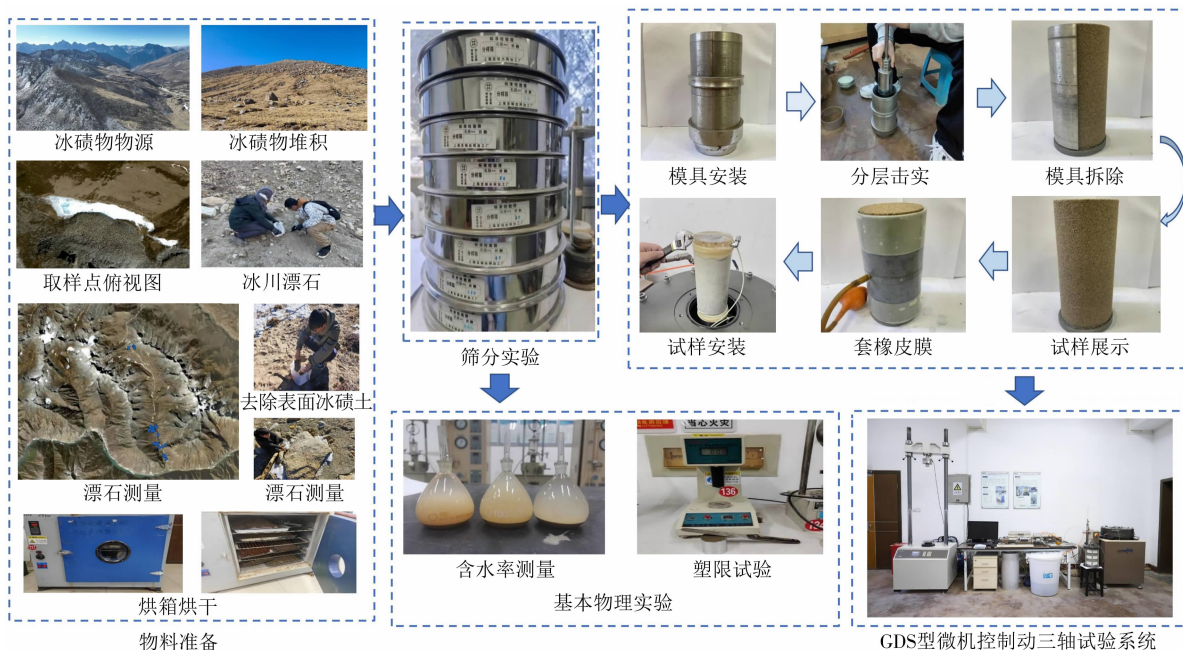 冰碛物物源
冰碛物堆积
取样点俯视图
冰川漂石
漂石测量
去除表面冰碛土
漂石测量
烘箱烘干
物料准备
筛分实验
模具安装
分层击实
模具拆除
试样安装
套橡皮膜
试样展示
当心火灾
136
含水率测量
塑限试验
基本物理实验
GDS型微机控制动三轴试验系统